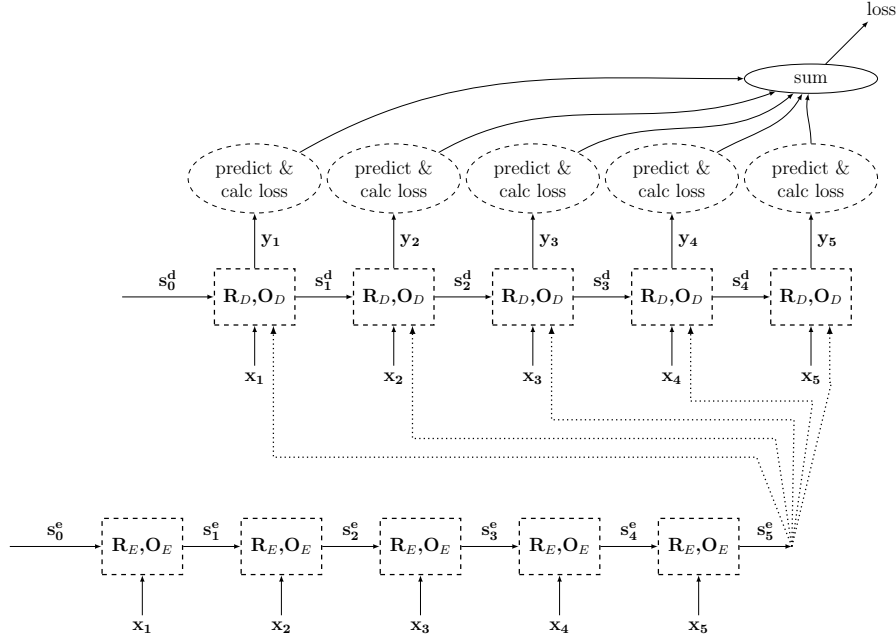 loss
sum
predict & calc loss
predict & calc loss
predict & calc loss
predict & calc loss
predict & calc loss
y₁ y₂ y₃ y₄ y₅
s₀ᵈ s₁ᵈ s₂ᵈ s₃ᵈ s₄ᵈ
R_D,O_D R_D,O_D R_D,O_D R_D,O_D R_D,O_D
x₁ x₂ x₃ x₄ x₅
s₀ᵉ s₁ᵉ s₂ᵉ s₃ᵉ s₄ᵉ s₅ᵉ
R_E,O_E R_E,O_E R_E,O_E R_E,O_E R_E,O_E
x₁ x₂ x₃ x₄ x₅